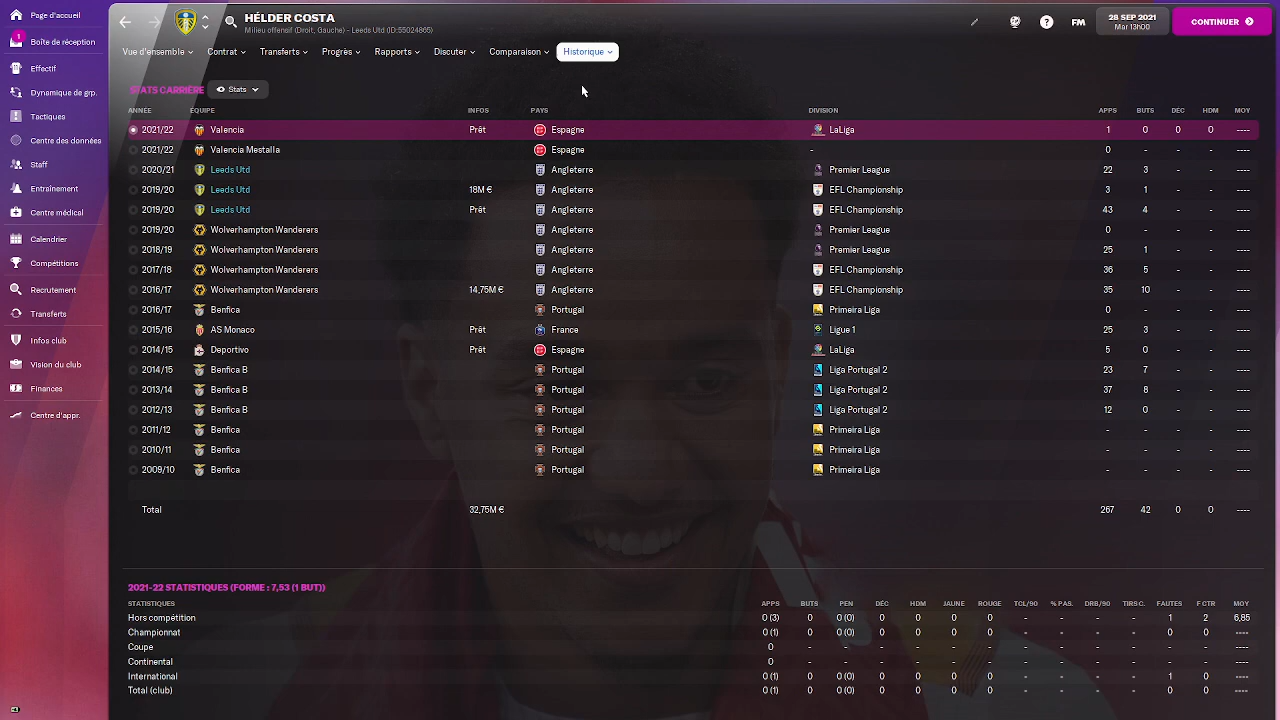 Page d'accueil
1
Boîte de réception
Effectif
Dynamique de grp.
Tactiques
Centre des données
Staff
Entraînement
Centre médical
Calendrier
Compétitions
Recrutement
Transferts
Infos club
Vision du club
Finances
Centre d'appr.
HÉLDER COSTA
Milieu offensif (Droit, Gauche) - Leeds Utd (ID:55024865)
?
FM
28 SEP 2021
Mar 13h00
CONTINUER
Vue d'ensemble Contrat Transferts Progrès Rapports Discuter Comparaison Historique
STATS CARRIÈRE Stats
ANNÉE ÉQUIPE INFOS PAYS DIVISION APPS BUTS DÉC HDM MOY
2021/22 Valencia Prêt Espagne LaLiga 1 0 0 0 ----
2021/22 Valencia Mestalla Espagne - 0 - - - ----
2020/21 Leeds Utd Angleterre Premier League 22 3 - - ----
2019/20 Leeds Utd 18M € Angleterre EFL Championship 3 1 - - ----
2019/20 Leeds Utd Prêt Angleterre EFL Championship 43 4 - - ----
2019/20 Wolverhampton Wanderers Angleterre Premier League 0 - - - ----
2018/19 Wolverhampton Wanderers Angleterre Premier League 25 1 - - ----
2017/18 Wolverhampton Wanderers Angleterre EFL Championship 36 5 - - ----
2016/17 Wolverhampton Wanderers 14,75M € Angleterre EFL Championship 35 10 - - ----
2016/17 Benfica Portugal Primeira Liga 0 - - - ----
2015/16 AS Monaco Prêt France Ligue 1 25 3 - - ----
2014/15 Deportivo Prêt Espagne LaLiga 5 0 - - ----
2014/15 Benfica B Portugal Liga Portugal 2 23 7 - - ----
2013/14 Benfica B Portugal Liga Portugal 2 37 8 - - ----
2012/13 Benfica B Portugal Liga Portugal 2 12 0 - - ----
2011/12 Benfica Portugal Primeira Liga - - - - ----
2010/11 Benfica Portugal Primeira Liga - - - - ----
2009/10 Benfica Portugal Primeira Liga - - - - ----
Total 32,75M € 267 42 0 0 ----
2021-22 STATISTIQUES (FORME : 7,53 (1 BUT))
STATISTIQUES APPS BUTS PEN DÉC HDM JAUNE ROUGE TCL/90 % PAS. DRB/90 TIRS C. FAUTES F CTR MOY
Hors compétition 0 (3) 0 0 (0) 0 0 0 0 - - - - 1 2 6,85
Championnat 0 (1) 0 0 (0) 0 0 0 0 - - - - 0 0 ----
Coupe 0 - - - - - - - - - - - - ----
Continental 0 - - - - - - - - - - - - ----
International 0 (1) 0 0 (0) 0 0 0 0 - - - - 1 0 ----
Total (club) 0 (1) 0 0 (0) 0 0 0 0 - - - - 0 0 ----